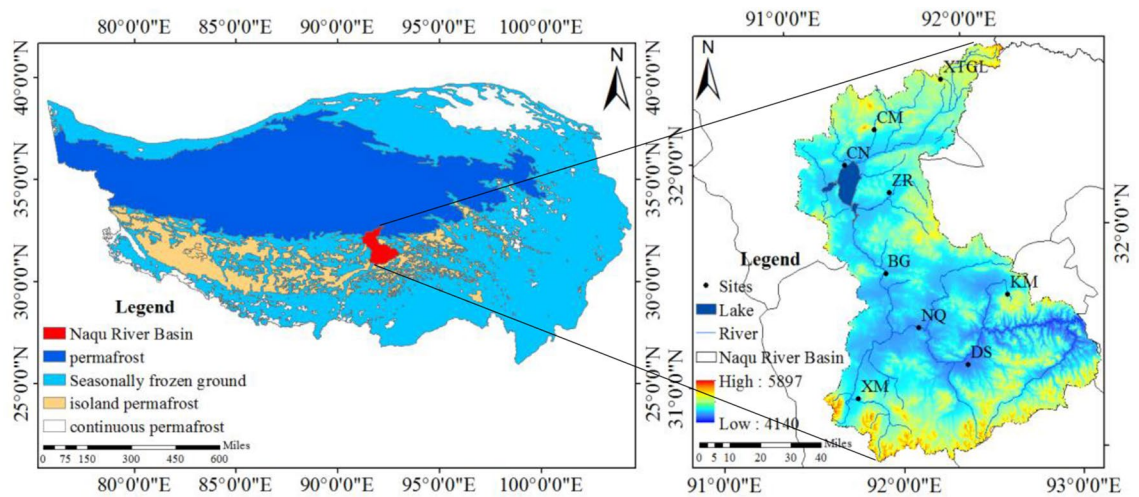 80°0'0"E 85°0'0"E 90°0'0"E 95°0'0"E 100°0'0"E
40°0'0"N
35°0'0"N
30°0'0"N
25°0'0"N
N
40°0'0"N
35°0'0"N
30°0'0"N
25°0'0"N
Legend
Naqu River Basin
permafrost
Seasonally frozen ground
isoland permafrost
continuous permafrost
0 75 150 300 450 600 Miles
80°0'0"E 85°0'0"E 90°0'0"E 95°0'0"E 100°0'0"E
91°0'0"E 92°0'0"E
N
32°0'0"N
31°0'0"N
32°0'0"N
31°0'0"N
XTGL
CM
CN
ZR
BG
KM
NQ
DS
XM
Legend
Sites
Lake
River
Naqu River Basin
High : 5897
Low : 4140
0 5 10 20 30 40 Miles
91°0'0"E 92°0'0"E 93°0'0"E